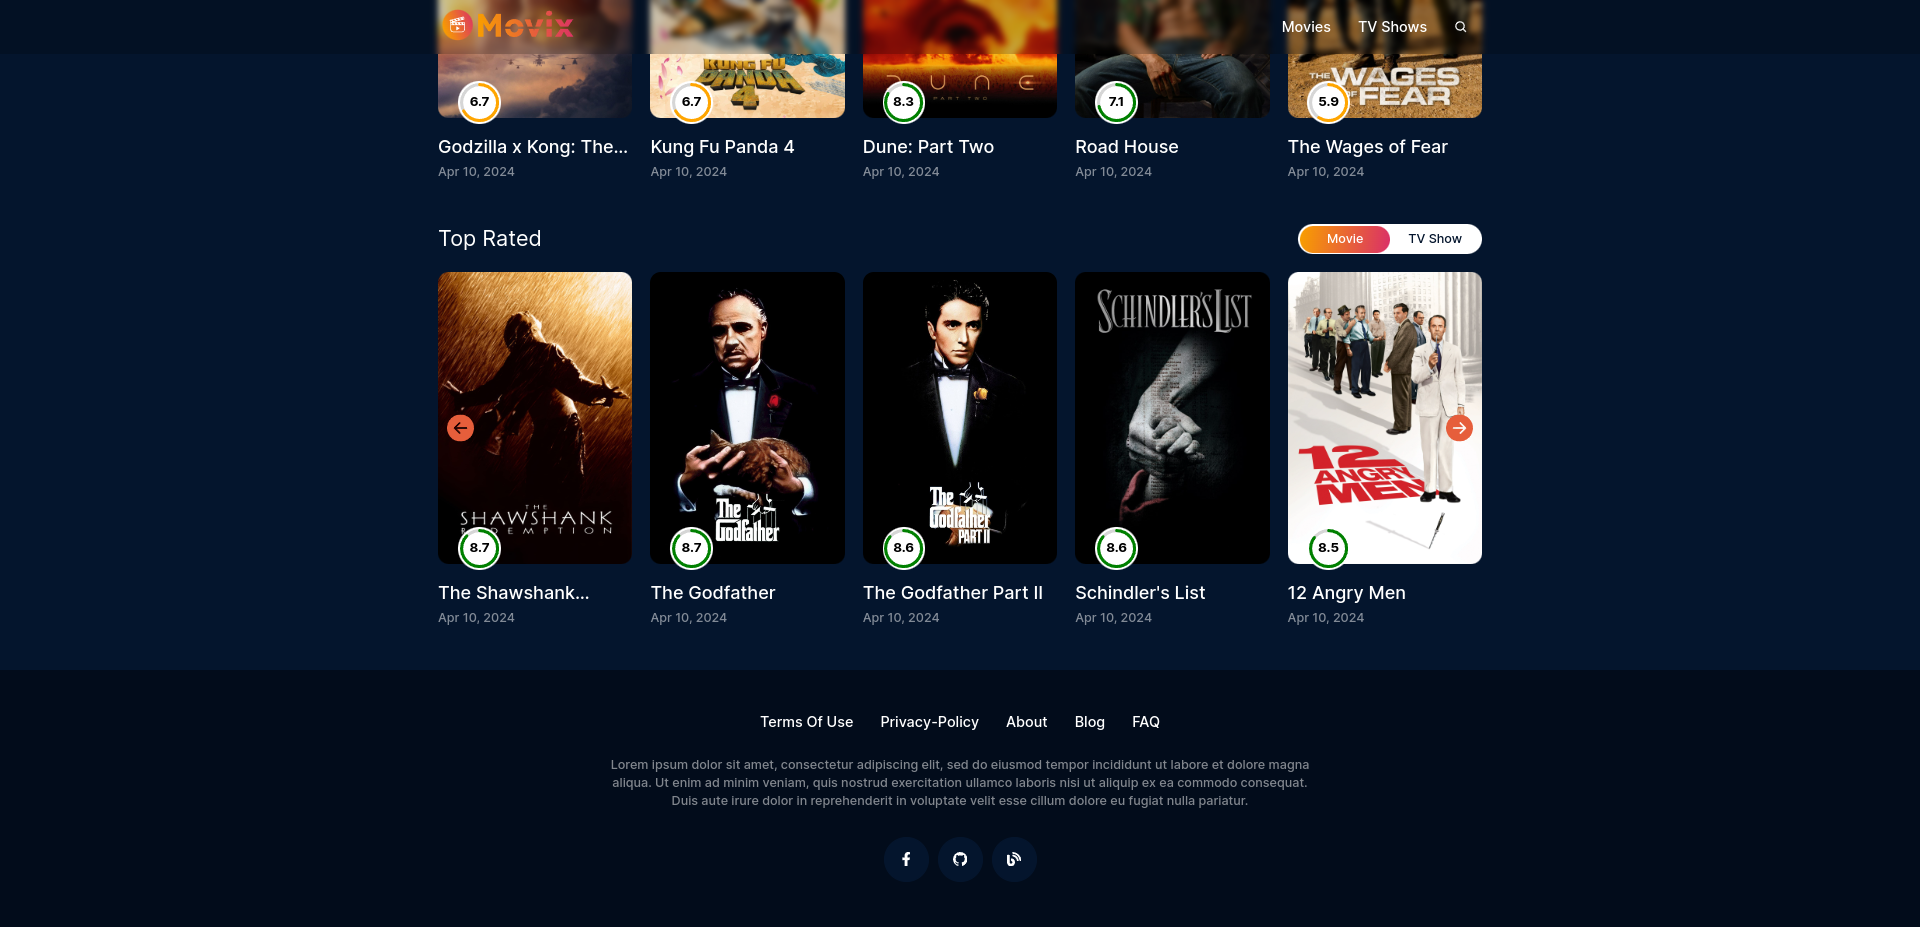 Movix
Movies
TV Shows
KUNG FU
PANDA
4
DUNE
PART TWO
THE WAGES
OF FEAR
6.7
6.7
8.3
7.1
5.9
Godzilla x Kong: The...
Kung Fu Panda 4
Dune: Part Two
Road House
The Wages of Fear
Apr 10, 2024
Apr 10, 2024
Apr 10, 2024
Apr 10, 2024
Apr 10, 2024
Top Rated
Movie
TV Show
THE
SHAWSHANK
REDEMPTION
The
Godfather
The
Godfather
PART II
SCHINDLER'S LIST
12
ANGRY
MEN
8.7
8.7
8.6
8.6
8.5
The Shawshank...
The Godfather
The Godfather Part II
Schindler's List
12 Angry Men
Apr 10, 2024
Apr 10, 2024
Apr 10, 2024
Apr 10, 2024
Apr 10, 2024
Terms Of Use
Privacy-Policy
About
Blog
FAQ
Lorem ipsum dolor sit amet, consectetur adipiscing elit, sed do eiusmod tempor incididunt ut labore et dolore magna
aliqua. Ut enim ad minim veniam, quis nostrud exercitation ullamco laboris nisi ut aliquip ex ea commodo consequat.
Duis aute irure dolor in reprehenderit in voluptate velit esse cillum dolore eu fugiat nulla pariatur.